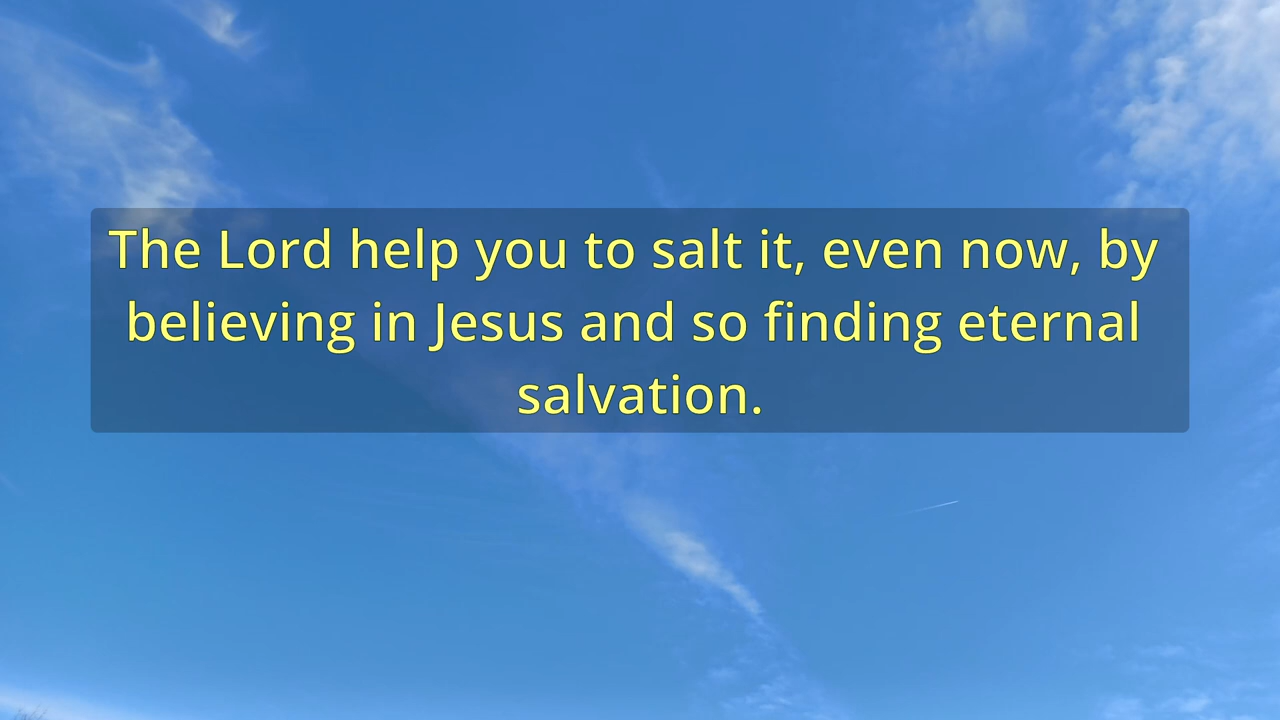 The Lord help you to salt it, even now, by
believing in Jesus and so finding eternal
salvation.